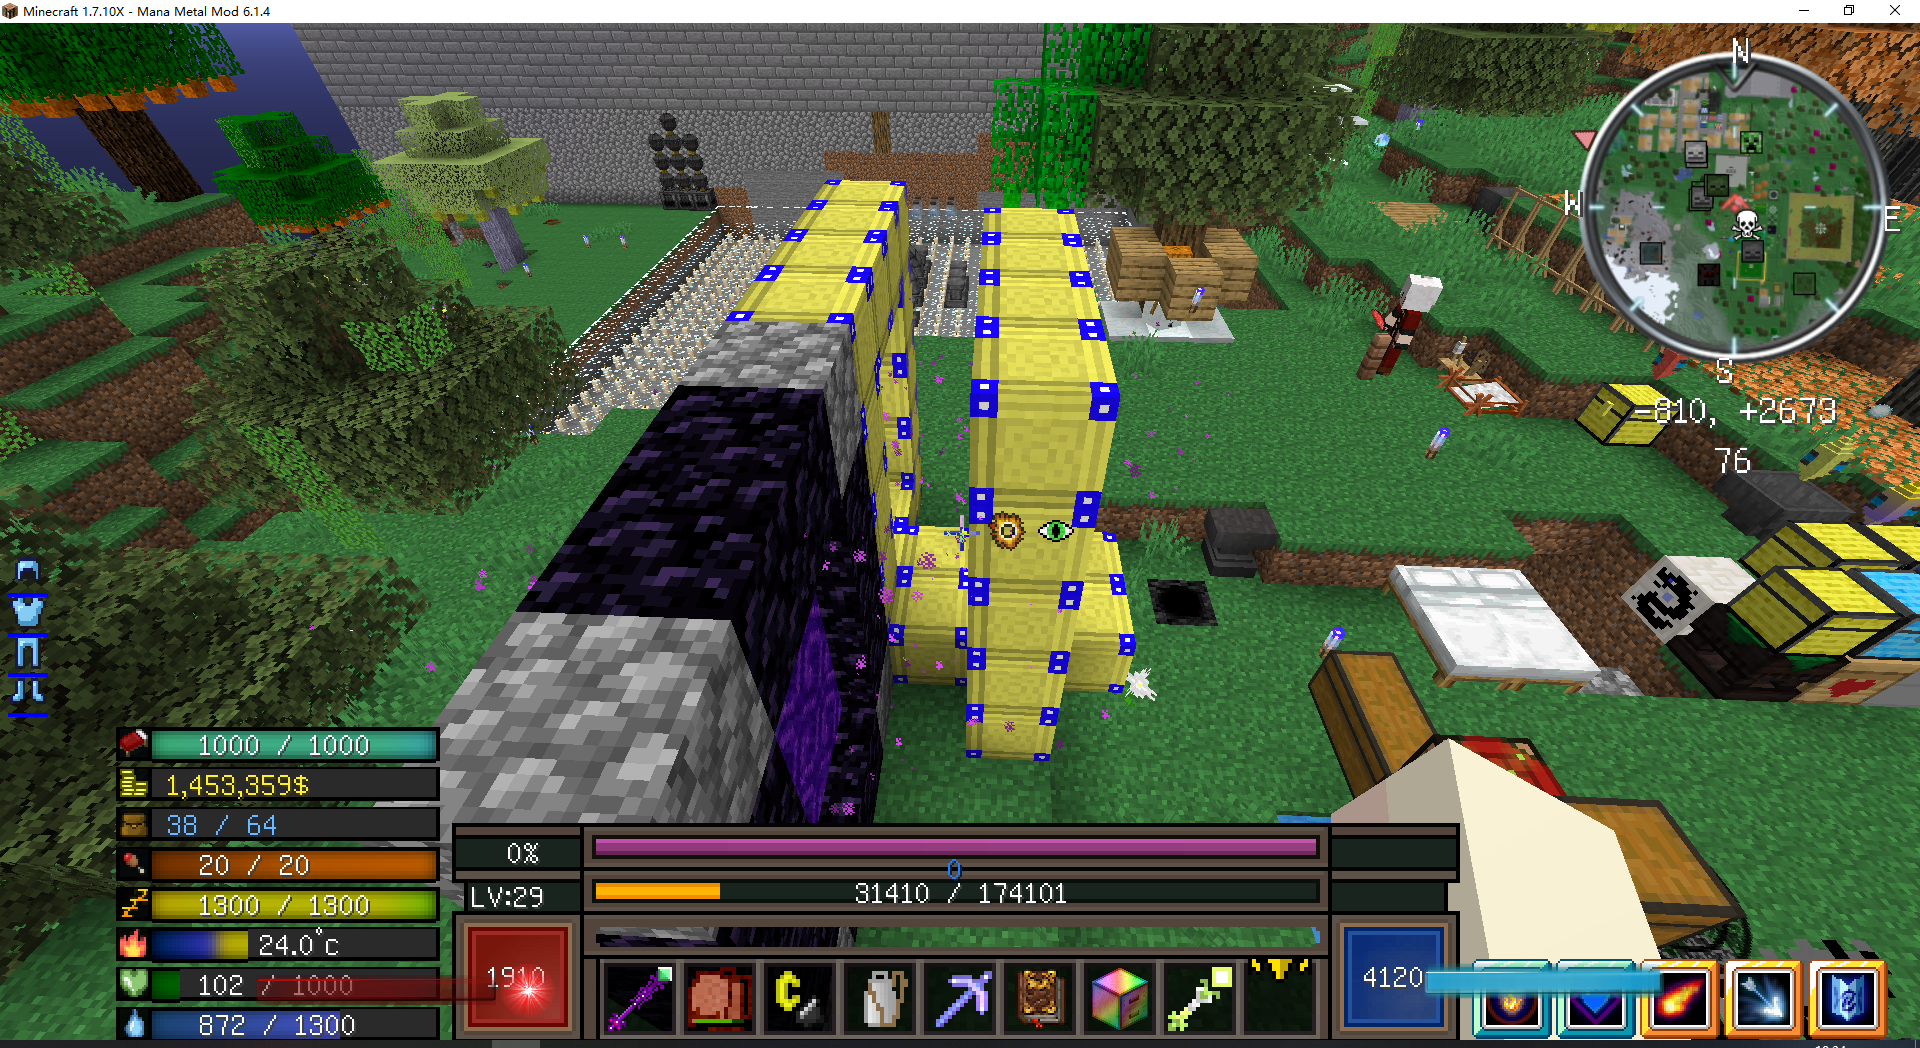 Minecraft 1.7.10X - Mana Metal Mod 6.1.4
N
W
E
S
-810, +2679
76
1000 / 1000
1,453,359$
38 / 64
20 / 20
1300 / 1300
24.0°c
102 / 1000
872 / 1300
0%
0
LV:29
31410 / 174101
1910
4120